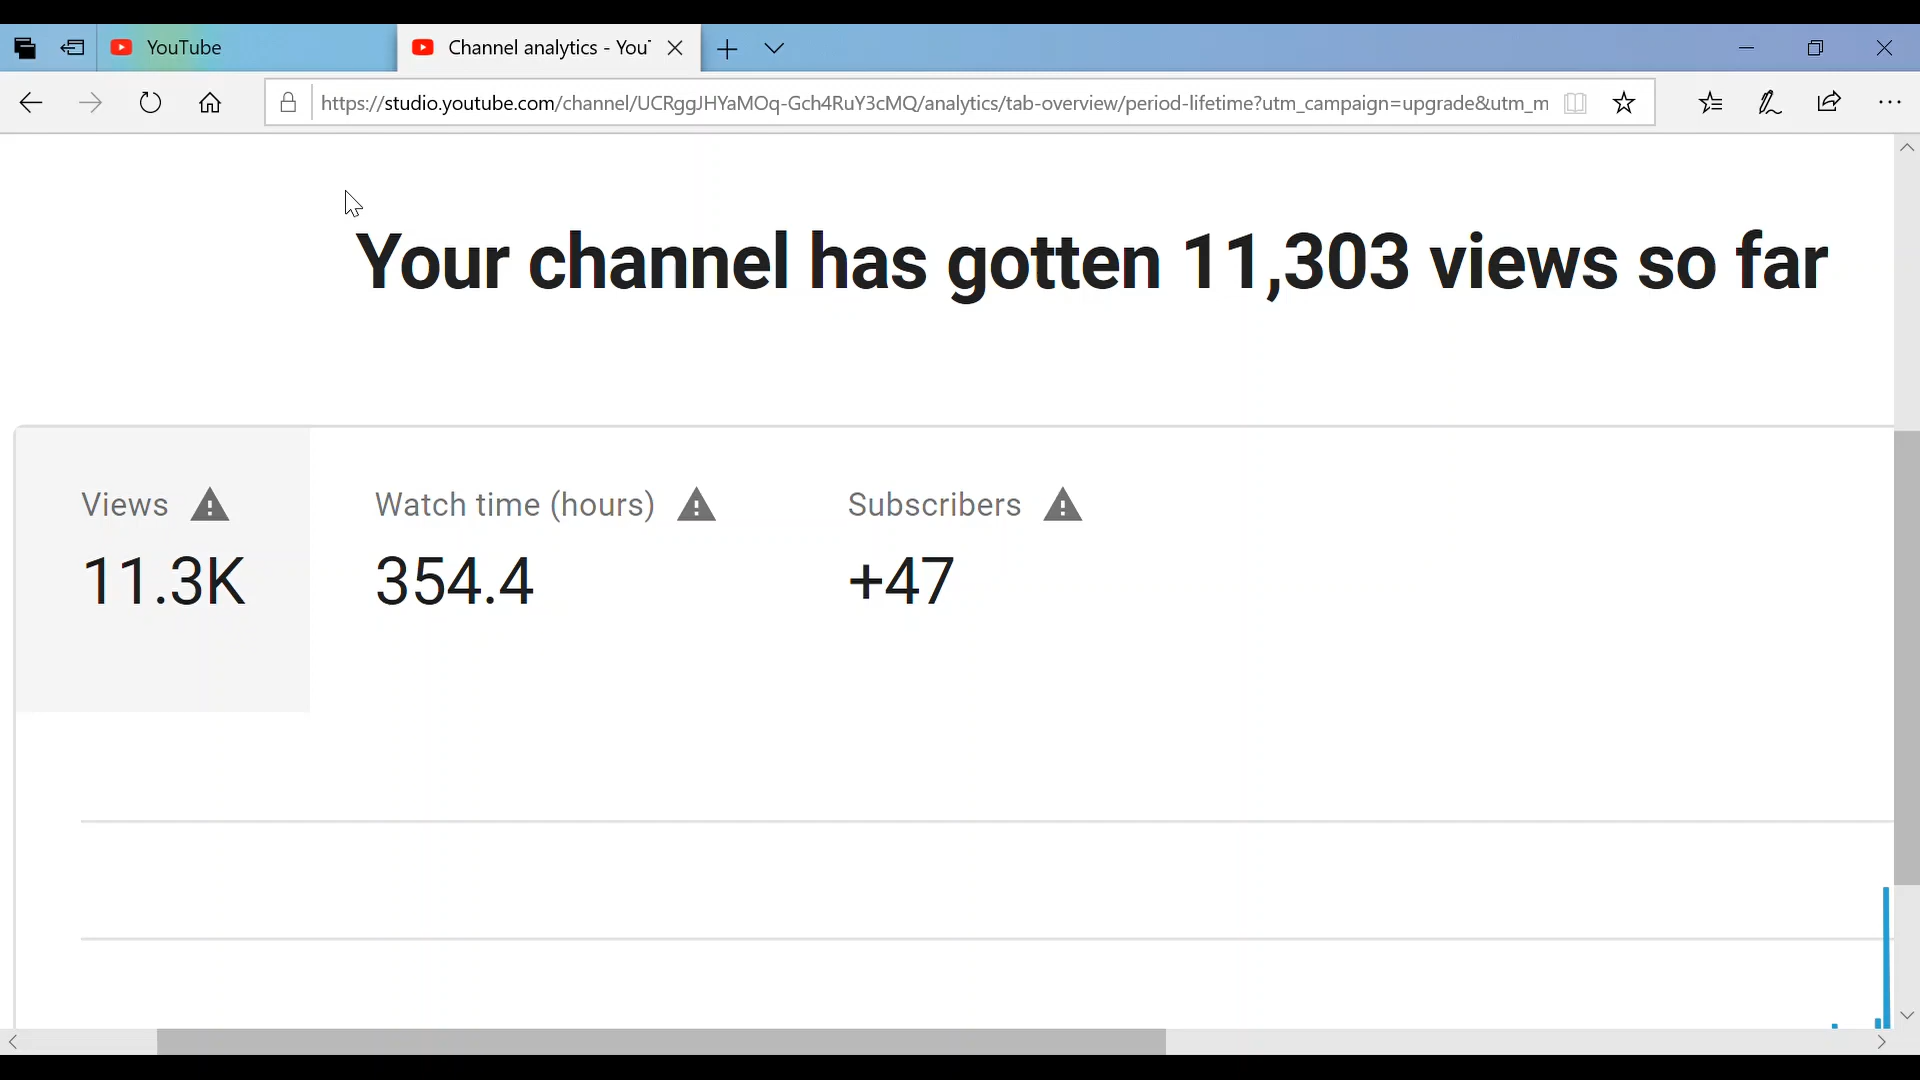 YouTube
Channel analytics - You
https://studio.youtube.com/channel/UCRggJHYaMOq-Gch4RuY3cMQ/analytics/tab-overview/period-lifetime?utm_campaign=upgrade&utm_m
Your channel has gotten 11,303 views so far
Views
Watch time (hours)
Subscribers
11.3K
354.4
+47